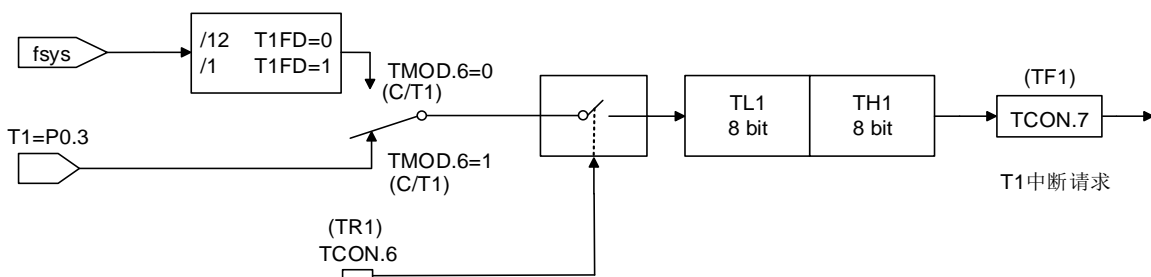 fsys
/12 T1FD=0
/1 T1FD=1
TMOD.6=0
(C/T1)
T1=P0.3
TMOD.6=1
(C/T1)
(TR1)
TCON.6
TL1
8 bit
TH1
8 bit
(TF1)
TCON.7
T1中断请求